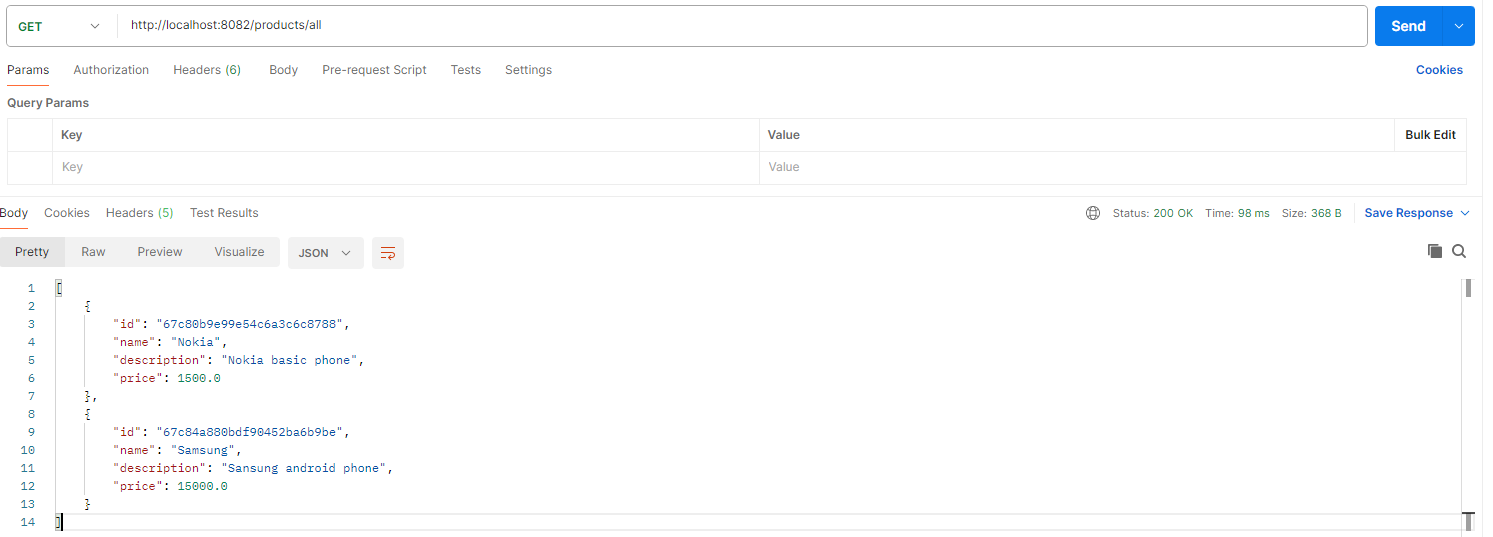 GET http://localhost:8082/products/all Send
Params Authorization Headers (6) Body Pre-request Script Tests Settings Cookies
Query Params
Key Value Bulk Edit
Key Value
Body Cookies Headers (5) Test Results Status: 200 OK Time: 98 ms Size: 368 B Save Response
Pretty Raw Preview Visualize JSON
1 [
2 {
3 "id": "67c80b9e99e54c6a3c6c8788",
4 "name": "Nokia",
5 "description": "Nokia basic phone",
6 "price": 1500.0
7 },
8 {
9 "id": "67c84a880bdf90452ba6b9be",
10 "name": "Samsung",
11 "description": "Sansung android phone",
12 "price": 15000.0
13 }
14 ]